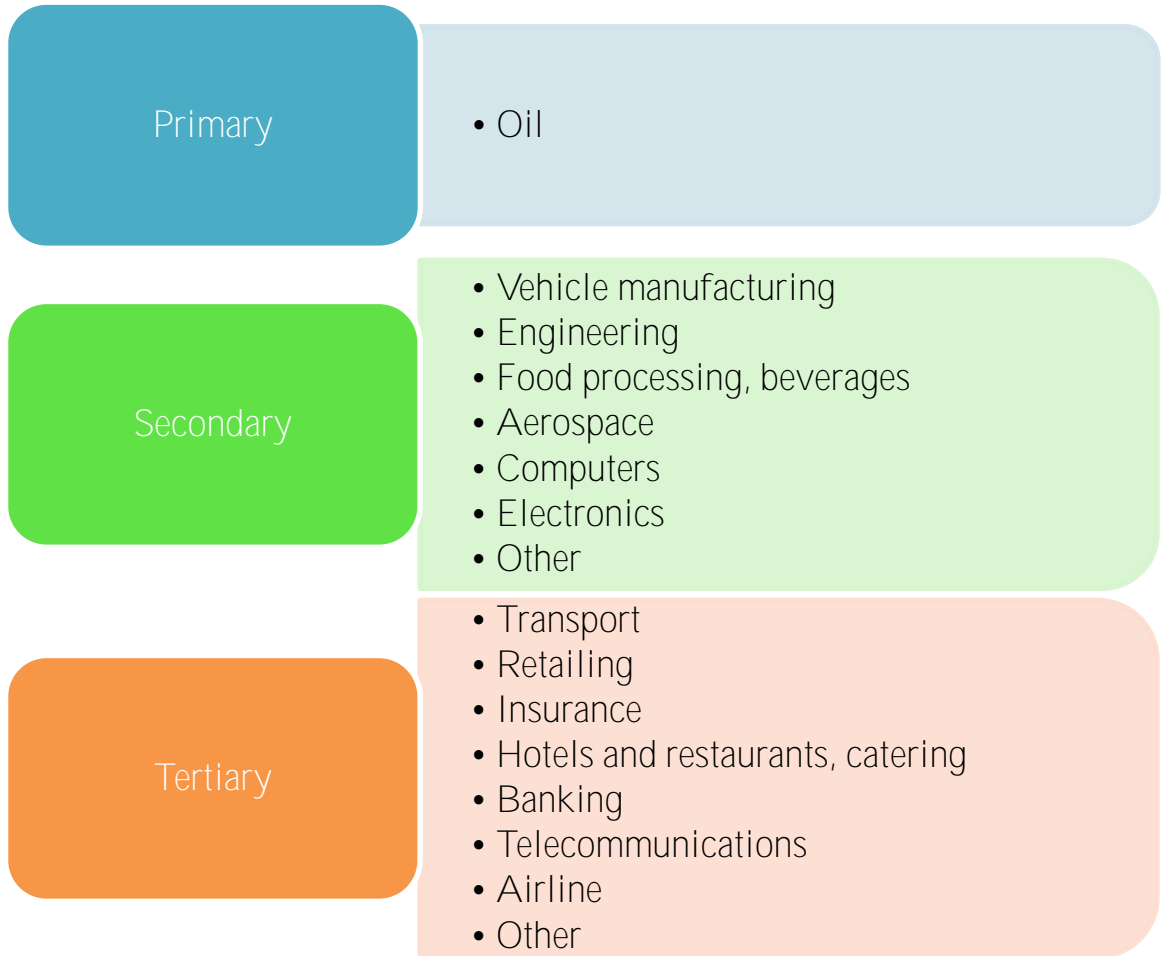 Primary
• Oil
Secondary
• Vehicle manufacturing
• Engineering
• Food processing, beverages
• Aerospace
• Computers
• Electronics
• Other
Tertiary
• Transport
• Retailing
• Insurance
• Hotels and restaurants, catering
• Banking
• Telecommunications
• Airline
• Other